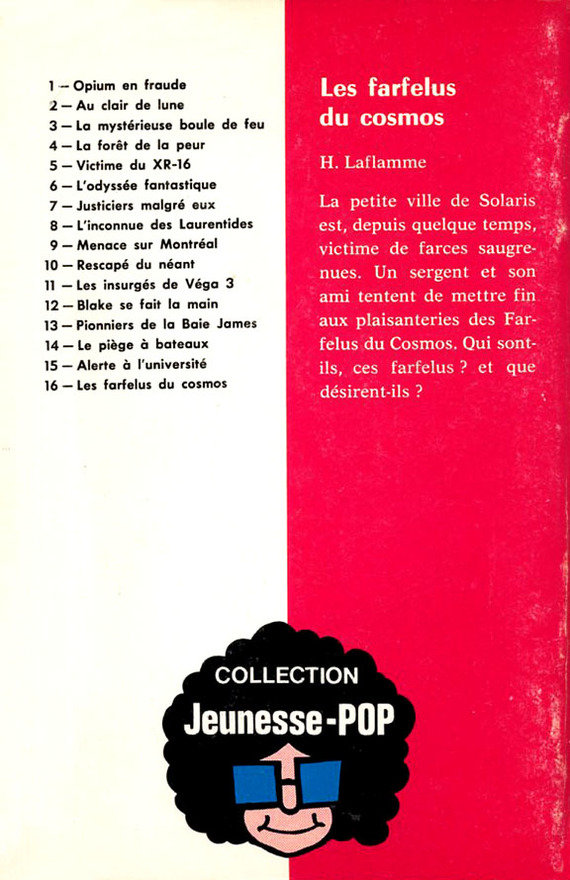 1 — Opium en fraude
2 — Au clair de lune
3 — La mystérieuse boule de feu
4 — La forêt de la peur
5 — Victime du XR-16
6 — L'odyssée fantastique
7 — Justiciers malgré eux
8 — L'inconnue des Laurentides
9 — Menace sur Montréal
10 — Rescapé du néant
11 — Les insurgés de Véga 3
12 — Blake se fait la main
13 — Pionniers de la Baie James
14 — Le piège à bateaux
15 — Alerte à l'université
16 — Les farfelus du cosmos
Les farfelus
du cosmos
H. Laflamme
La petite ville de Solaris
est, depuis quelque temps,
victime de farces saugre-
nues. Un sergent et son
ami tentent de mettre fin
aux plaisanteries des Far-
felus du Cosmos. Qui sont-
ils, ces farfelus ? et que
désirent-ils ?
COLLECTION
Jeunesse-POP